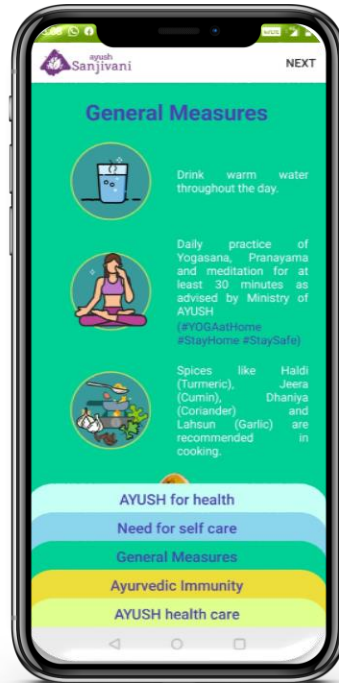 ayush
Sanjivani
NEXT
General Measures
Drink warm water
throughout the day.
Daily practice of
Yogasana, Pranayama
and meditation for at
least 30 minutes as
advised by Ministry of
AYUSH
(#YOGAatHome
#StayHome #StaySafe)
Spices like Haldi
(Turmeric), Jeera
(Cumin), Dhaniya
(Coriander) and
Lahsun (Garlic) are
recommended in
cooking.
AYUSH for health
Need for self care
General Measures
Ayurvedic Immunity
AYUSH health care